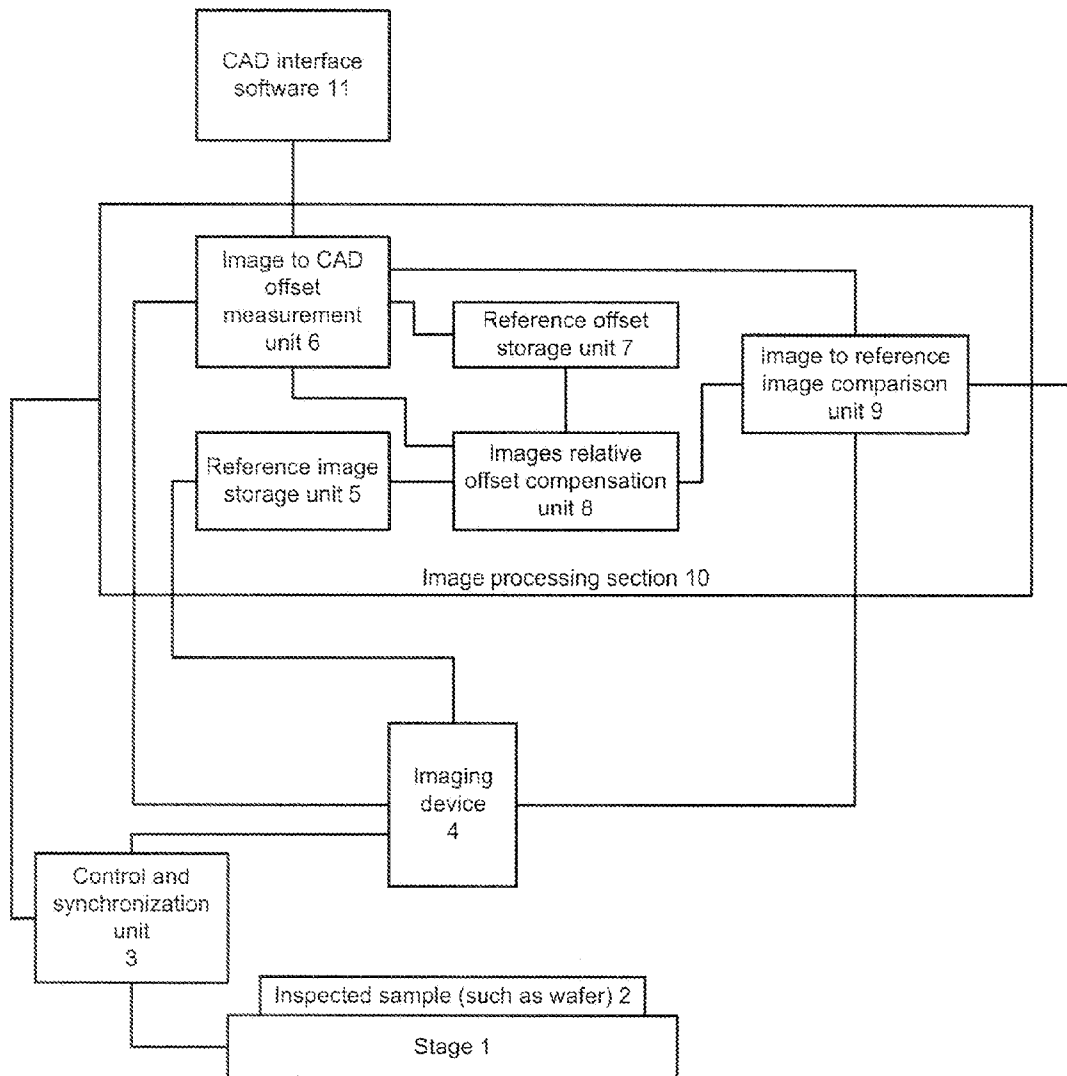 CAD interface
software 11
Image to CAD
offset
measurement
unit 6
Reference offset
storage unit 7
Image to reference
image comparison
unit 9
Reference image
storage unit 5
Images relative
offset compensation
unit 8
Image processing section 10
Imaging
device
4
Control and
synchronization
unit
3
Inspected sample (such as wafer) 2
Stage 1